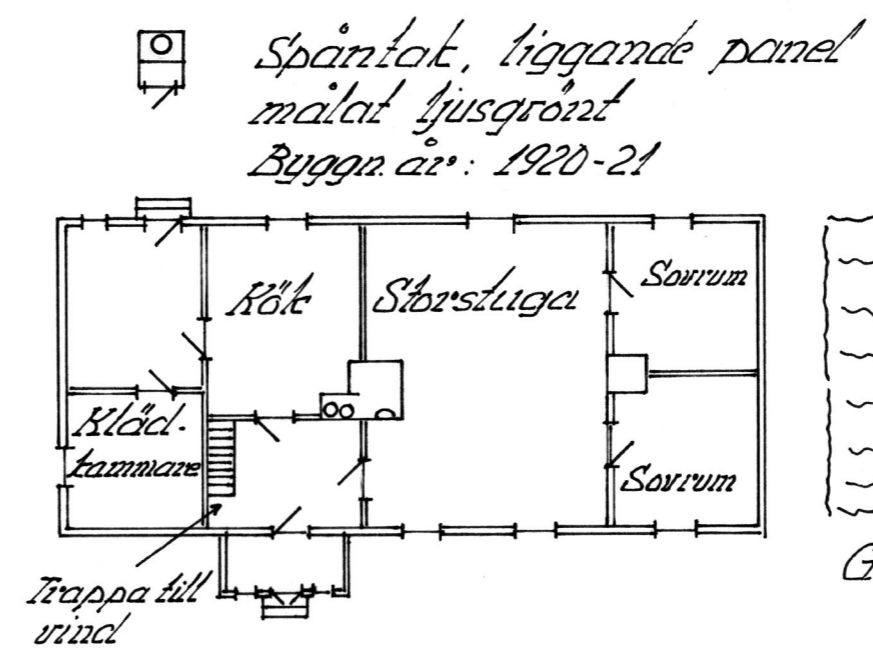 Spåntak, liggande panel
målat ljusgrönt
Byggn. år: 1920-21
Kök
Storstuga
Sovrum
Kläd-
kammare
Sovrum
Trappa till
vind
G